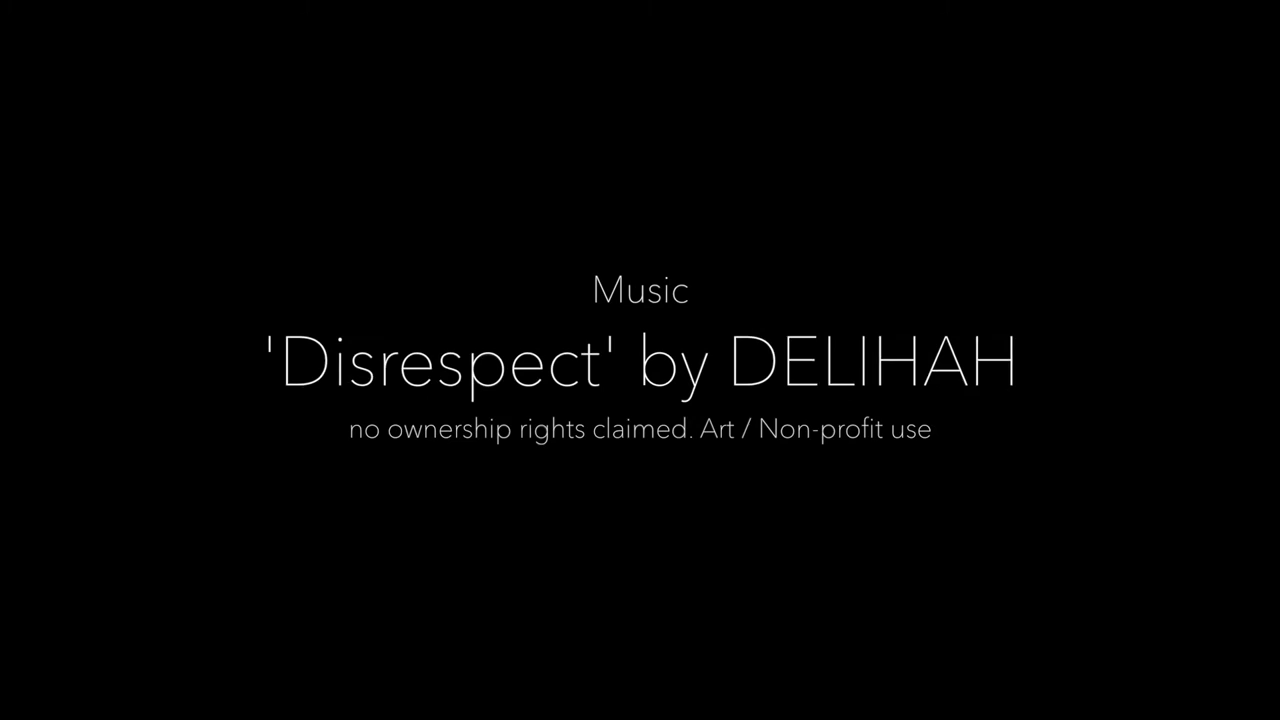 Music
'Disrespect' by DELIHAH
no ownership rights claimed. Art / Non-profit use